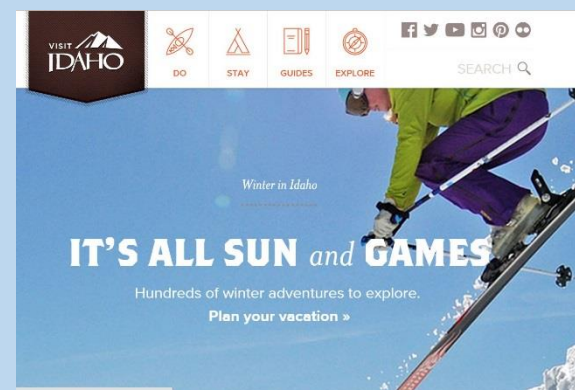 VISIT
IDAHO
DO
STAY
GUIDES
EXPLORE
SEARCH
Winter in Idaho
IT'S ALL SUN and GAMES
Hundreds of winter adventures to explore.
Plan your vacation »